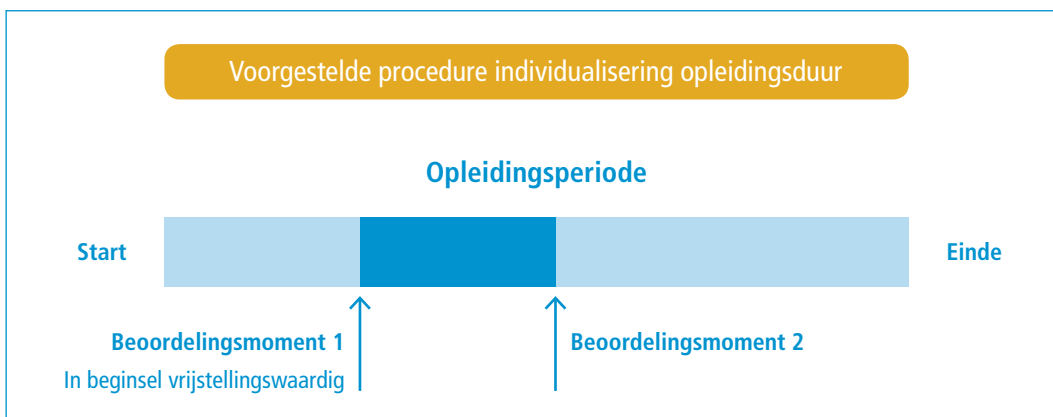 Voorgestelde procedure individualisering opleidingsduur
Opleidingsperiode
Start
Einde
Beoordelingsmoment 1
In beginsel vrijstellingswaardig
Beoordelingsmoment 2